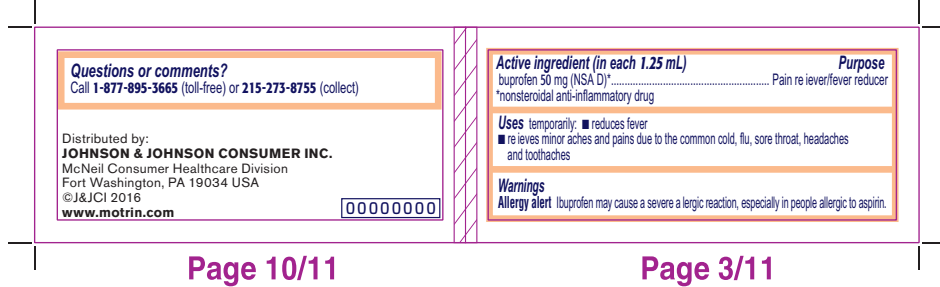 Questions or comments?
Call 1-877-895-3665 (toll-free) or 215-273-8755 (collect)
Distributed by:
JOHNSON & JOHNSON CONSUMER INC.
McNeil Consumer Healthcare Division
Fort Washington, PA 19034 USA
©J&JCI 2016
www.motrin.com
00000000
Page 10/11
Active ingredient (in each 1.25 mL) Purpose
buprofen 50 mg (NSA D)*.......................................................... Pain re iever/fever reducer
*nonsteroidal anti-inflammatory drug
Uses temporarily: ■ reduces fever
■ re ieves minor aches and pains due to the common cold, flu, sore throat, headaches
and toothaches
Warnings
Allergy alert Ibuprofen may cause a severe a lergic reaction, especially in people allergic to aspirin.
Page 3/11